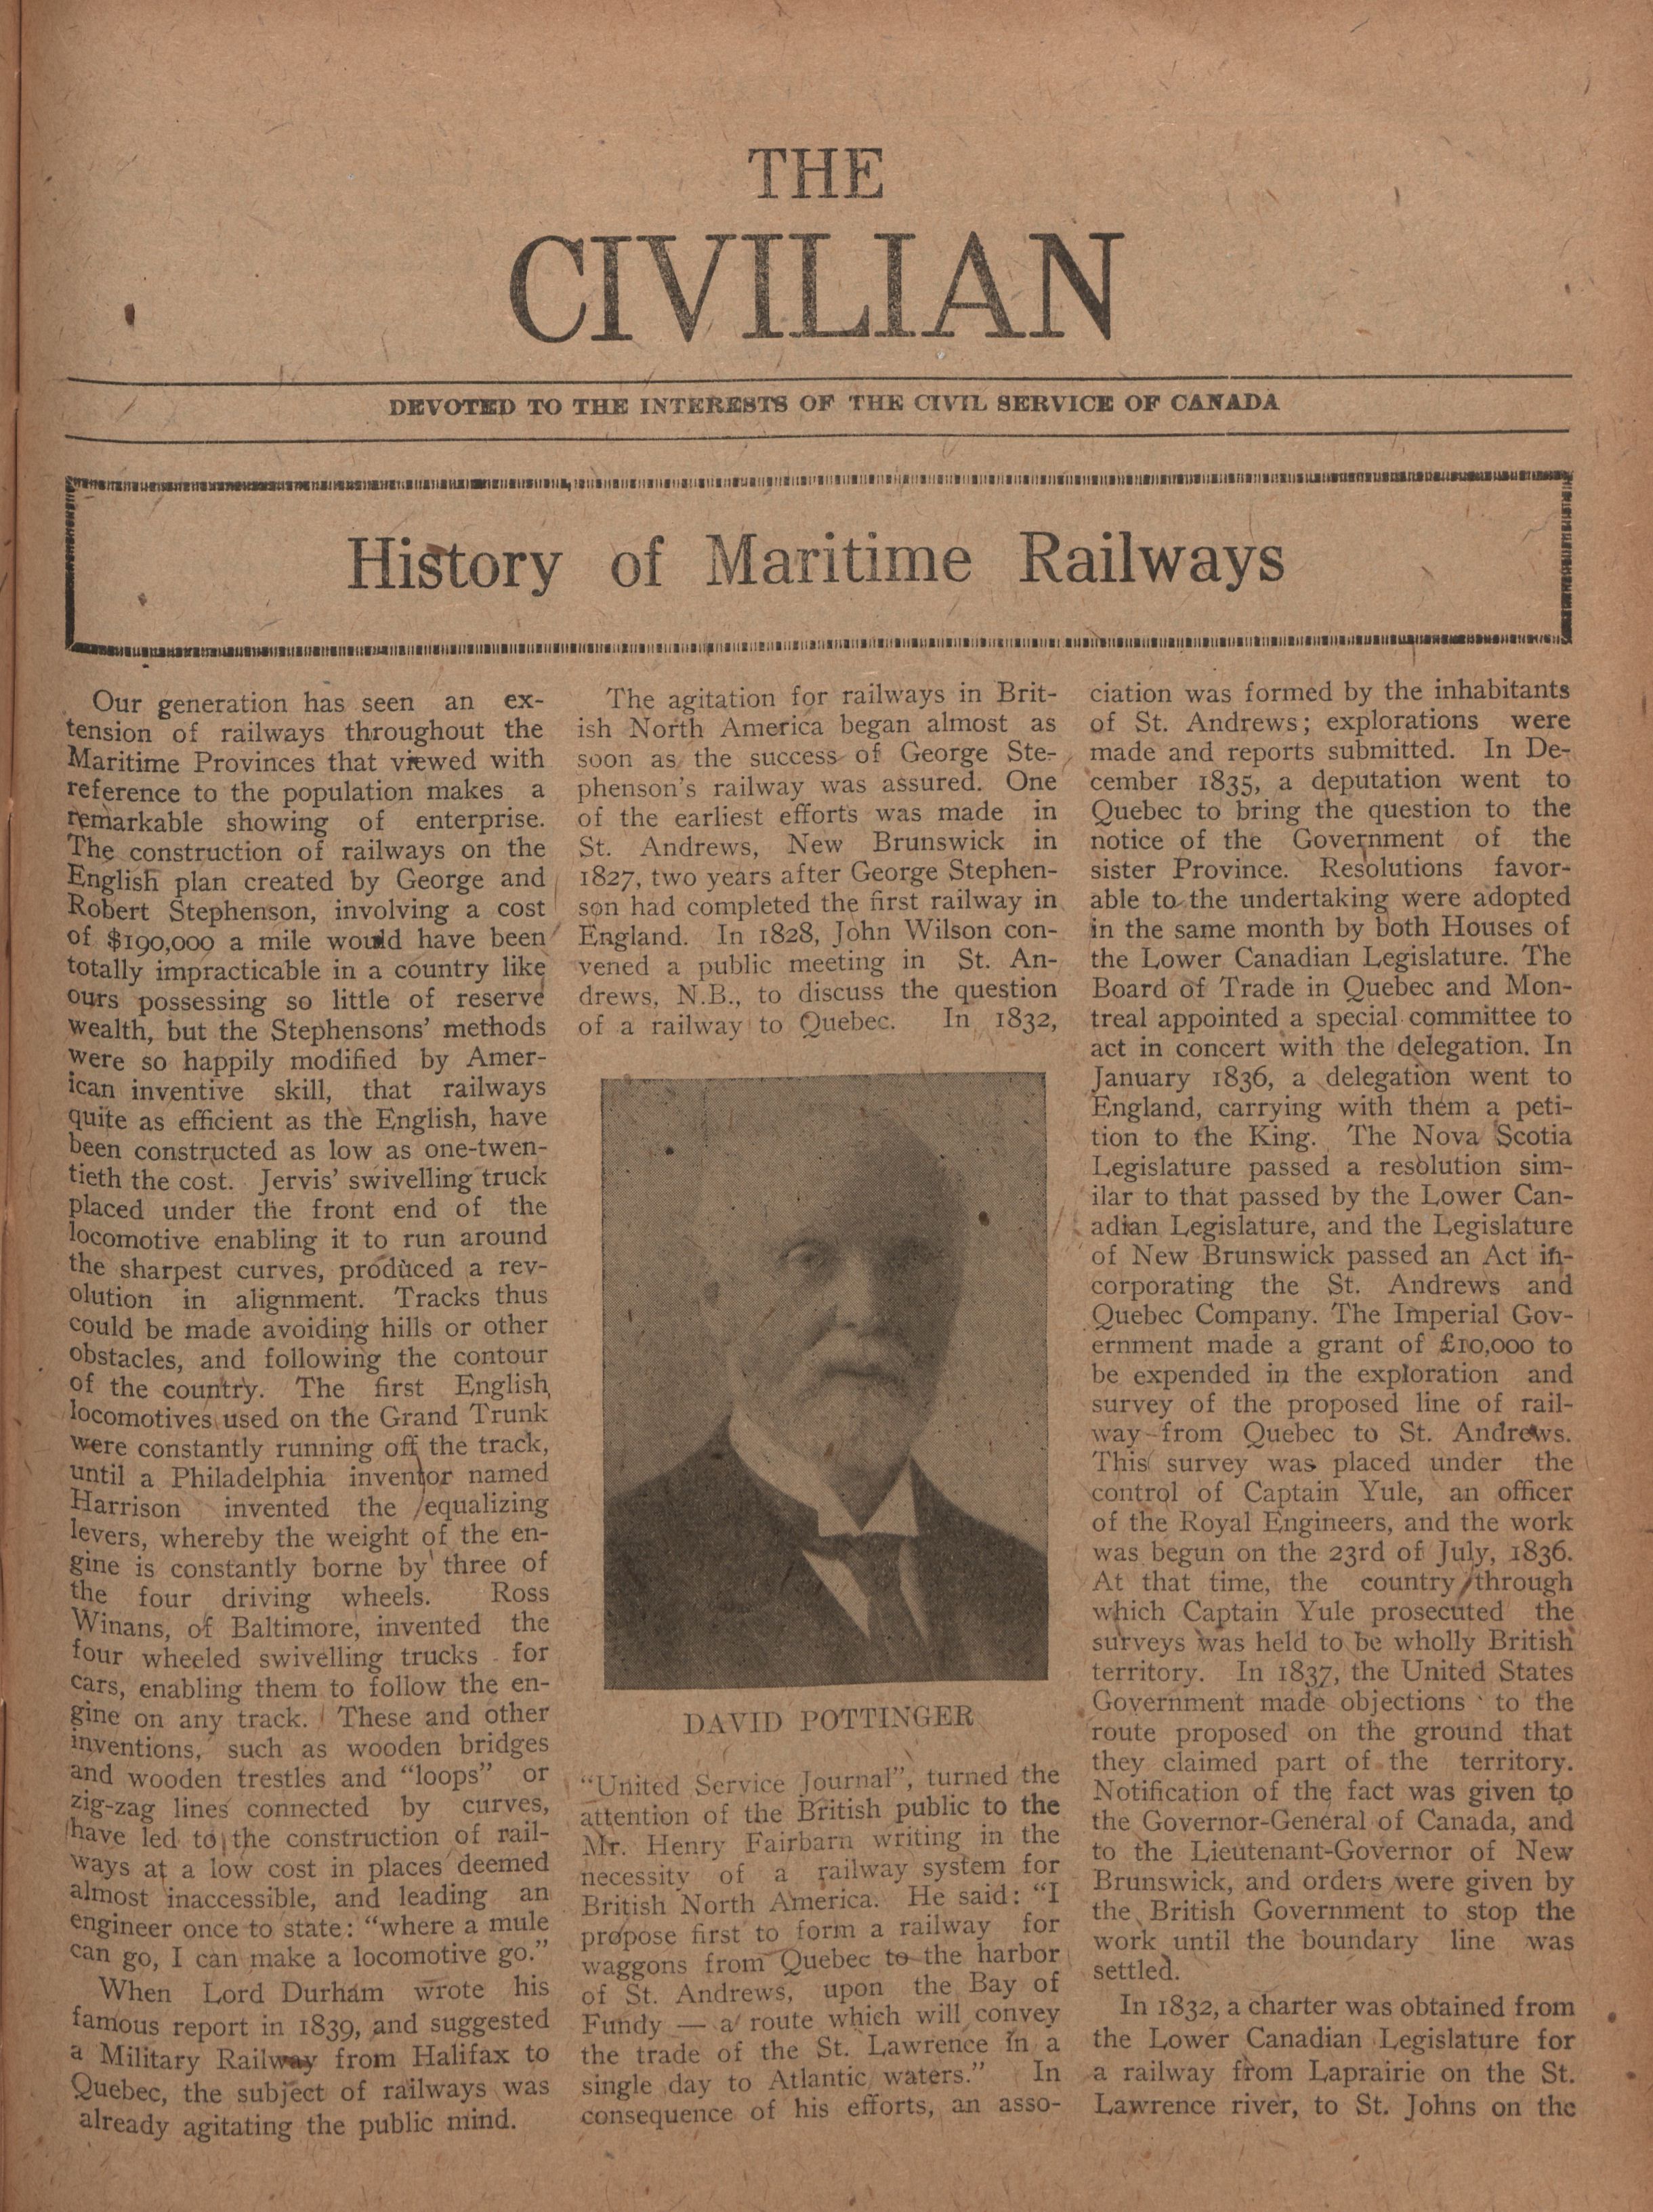 THE
CIVILIAN
DEVOTED TO THE INTERESTS OF THE CIVIL SERVICE OF CANADA
History of Maritime Railways
Our generation has seen an ex-
tension of railways throughout the
Maritime Provinces that viewed with
reference to the population makes a
remarkable showing of enterprise.
The construction of railways on the
English plan created by George and
Robert Stephenson, involving a cost
of $190,000 a mile would have been
totally impracticable in a country like
ours possessing so little of reserve
wealth, but the Stephensons' methods
were so happily modified by Amer-
ican inventive skill, that railways
quite as efficient as the English, have
been constructed as low as one-twen-
tieth the cost. Jervis' swivelling truck
placed under the front end of the
locomotive enabling it to run around
the sharpest curves, produced a rev-
olution in alignment. Tracks thus
could be made avoiding hills or other
obstacles, and following the contour
of the country. The first English
locomotives used on the Grand Trunk
were constantly running off the track,
until a Philadelphia inventor named
Harrison invented the equalizing
levers, whereby the weight of the en-
gine is constantly borne by three of
the four driving wheels. Ross
Winans, of Baltimore, invented the
four wheeled swivelling trucks for
cars, enabling them to follow the en-
gine on any track. These and other
inventions, such as wooden bridges
and wooden trestles and "loops" or
zig-zag lines connected by curves,
have led to the construction of rail-
ways at a low cost in places deemed
almost inaccessible, and leading an
engineer once to state: "where a mule
can go, I can make a locomotive go."
When Lord Durham wrote his
famous report in 1839, and suggested
a Military Railway from Halifax to
Quebec, the subject of railways was
already agitating the public mind.
The agitation for railways in Brit-
ish North America began almost as
soon as the success of George Ste-
phenson's railway was assured. One
of the earliest efforts was made in
St. Andrews, New Brunswick in
1827, two years after George Stephen-
son had completed the first railway in
England. In 1828, John Wilson con-
vened a public meeting in St. An-
drews, N.B., to discuss the question
of a railway to Quebec. In 1832,
DAVID POTTINGER
"United Service Journal", turned the
attention of the British public to the
Mr. Henry Fairbarn writing in the
necessity of a railway system for
British North America. He said: "I
propose first to form a railway for
waggons from Quebec to the harbor
of St. Andrews, upon the Bay of
Fundy — a route which will convey
the trade of the St. Lawrence in a
single day to Atlantic waters." In
consequence of his efforts, an asso-
ciation was formed by the inhabitants
of St. Andrews; explorations were
made and reports submitted. In De-
cember 1835, a deputation went to
Quebec to bring the question to the
notice of the Government of the
sister Province. Resolutions favor-
able to the undertaking were adopted
in the same month by both Houses of
the Lower Canadian Legislature. The
Board of Trade in Quebec and Mon-
treal appointed a special committee to
act in concert with the delegation. In
January 1836, a delegation went to
England, carrying with them a peti-
tion to the King. The Nova Scotia
Legislature passed a resolution sim-
ilar to that passed by the Lower Can-
adian Legislature, and the Legislature
of New Brunswick passed an Act in-
corporating the St. Andrews and
Quebec Company. The Imperial Gov-
ernment made a grant of £10,000 to
be expended in the exploration and
survey of the proposed line of rail-
way from Quebec to St. Andrews.
This survey was placed under the
control of Captain Yule, an officer
of the Royal Engineers, and the work
was begun on the 23rd of July, 1836.
At that time, the country through
which Captain Yule prosecuted the
surveys was held to be wholly British
territory. In 1837, the United States
Government made objections to the
route proposed on the ground that
they claimed part of the territory.
Notification of the fact was given to
the Governor-General of Canada, and
to the Lieutenant-Governor of New
Brunswick, and orders were given by
the British Government to stop the
work until the boundary line was
settled.
In 1832, a charter was obtained from
the Lower Canadian Legislature for
a railway from Laprairie on the St.
Lawrence river, to St. Johns on the